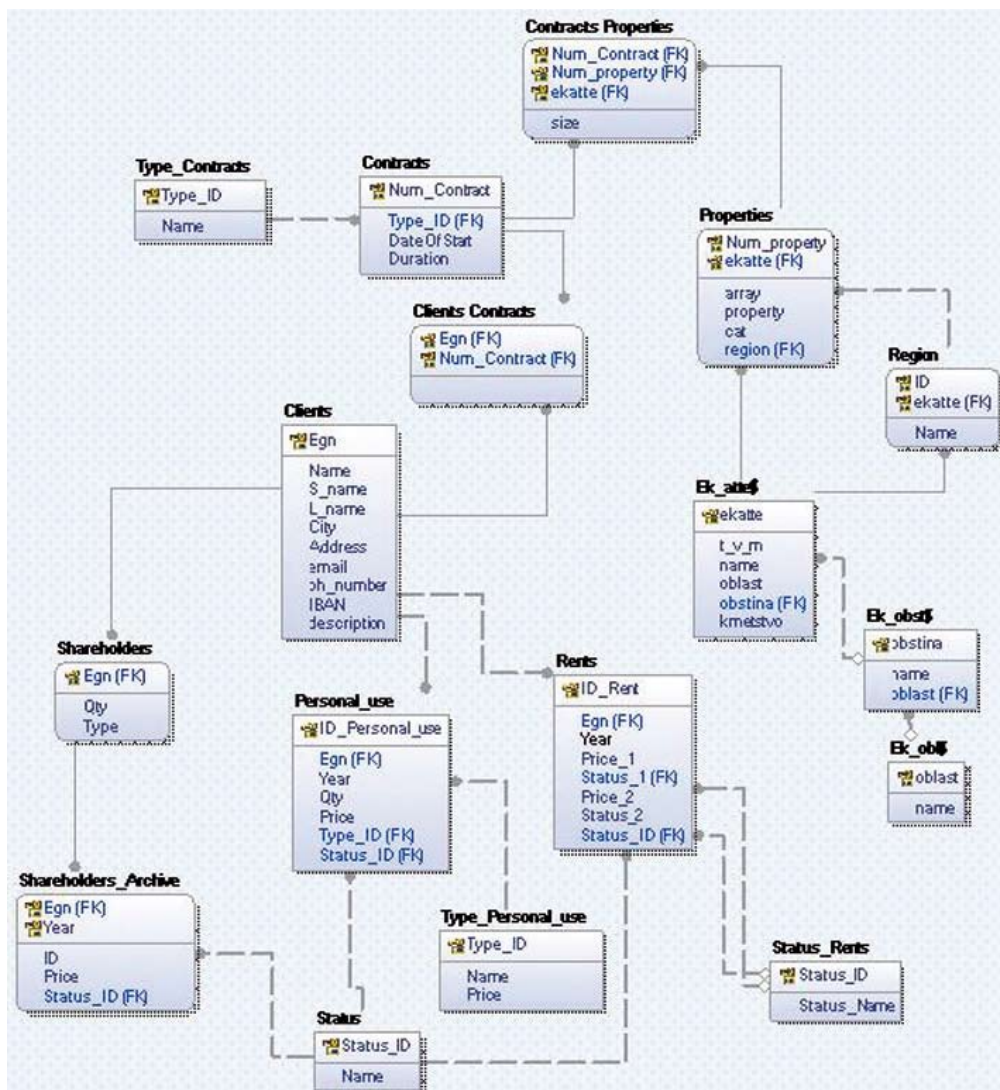 Contracts Properties
Num_Contract (FK)
Num_property (FK)
ekatte (FK)
size
Type_Contracts
Type_ID
Name
Contracts
Num_Contract
Type_ID (FK)
DateOfStart
Duration
Properties
Num_property
ekatte (FK)
array
property
cat
region (FK)
Clients Contracts
Egn (FK)
Num_Contract (FK)
Region
ID
ekatte (FK)
Name
Clients
Egn
Name
S_name
L_name
City
Address
email
ph_number
IBAN
description
Ek_atte$
ekatte
t_v_m
name
oblast
obstina (FK)
kmetstvo
Ek_obst$
obstina
name
oblast (FK)
Ek_obl$
oblast
name
Shareholders
Egn (FK)
Qty
Type
Personal_use
ID_Personal_use
Egn (FK)
Year
Qty
Price
Type_ID (FK)
Status_ID (FK)
Rents
ID_Rent
Egn (FK)
Year
Price_1
Status_1 (FK)
Price_2
Status_2
Status_ID (FK)
Shareholders_Archive
Egn (FK)
Year
ID
Price
Status_ID (FK)
Type_Personal_use
Type_ID
Name
Price
Status_Rents
Status_ID
Status_Name
Status
Status_ID
Name